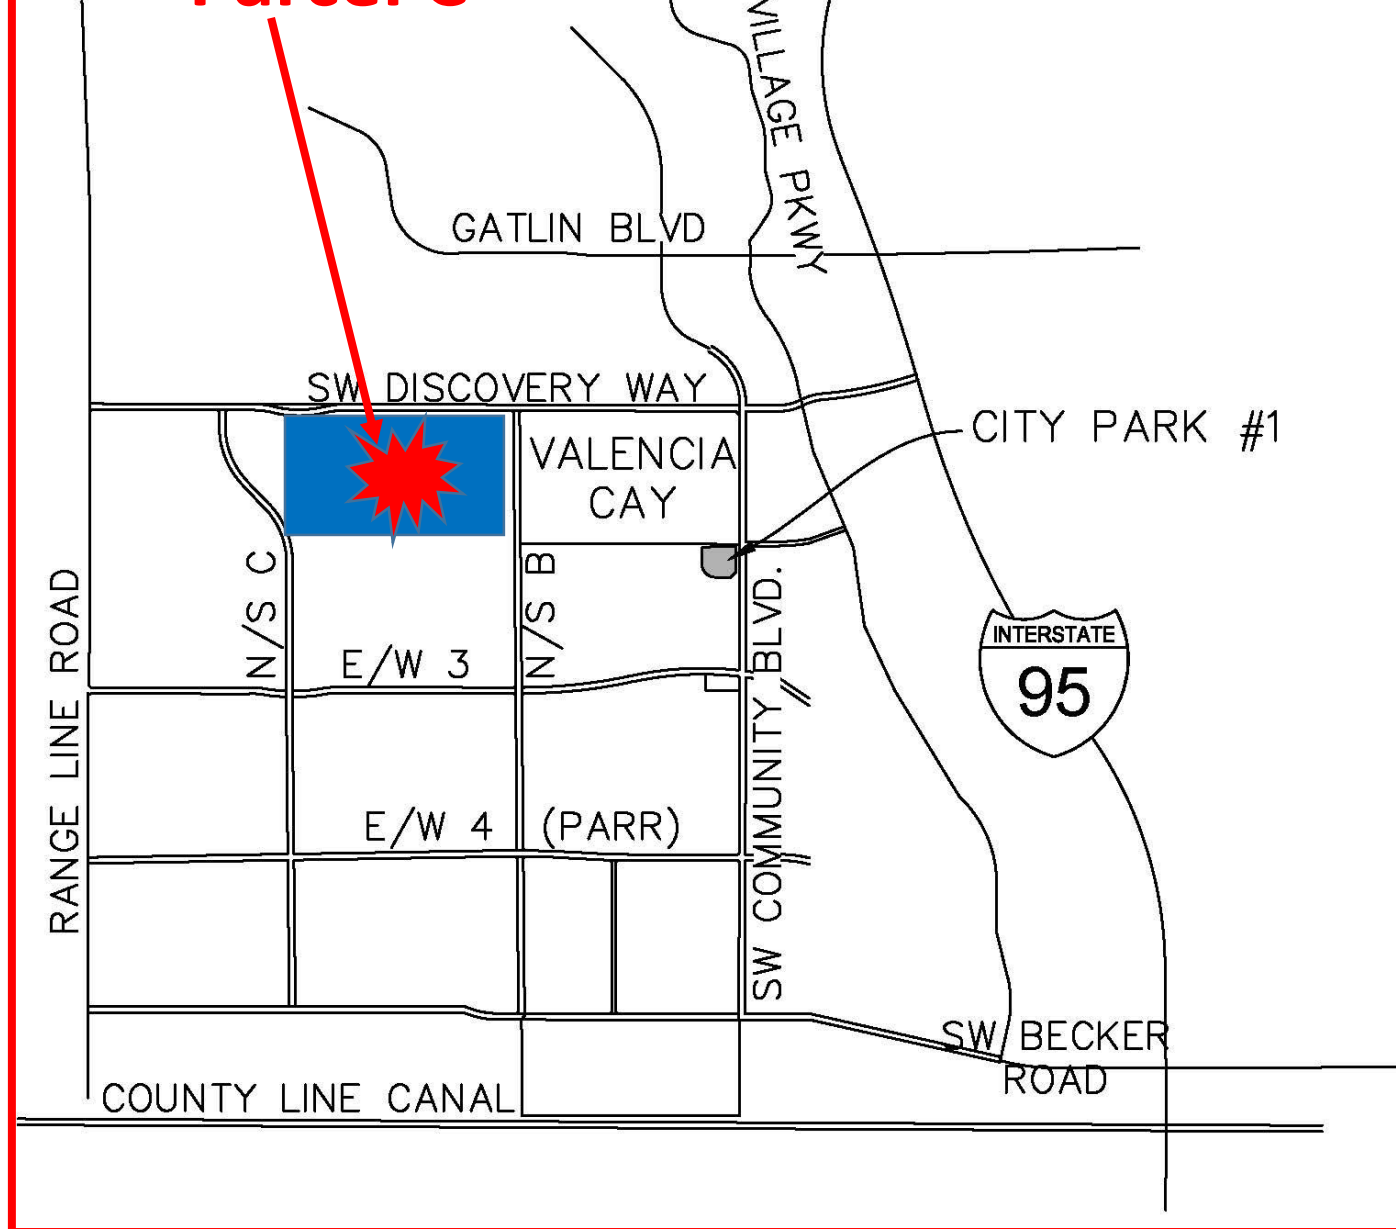 VILLAGE PKWY
GATLIN BLVD
SW DISCOVERY WAY
CITY PARK #1
VALENCIA
CAY
N/S C
N/S B
E/W 3
RANGE LINE ROAD
SW COMMUNITY BLVD.
INTERSTATE
95
E/W 4 (PARR)
SW BECKER
ROAD
COUNTY LINE CANAL